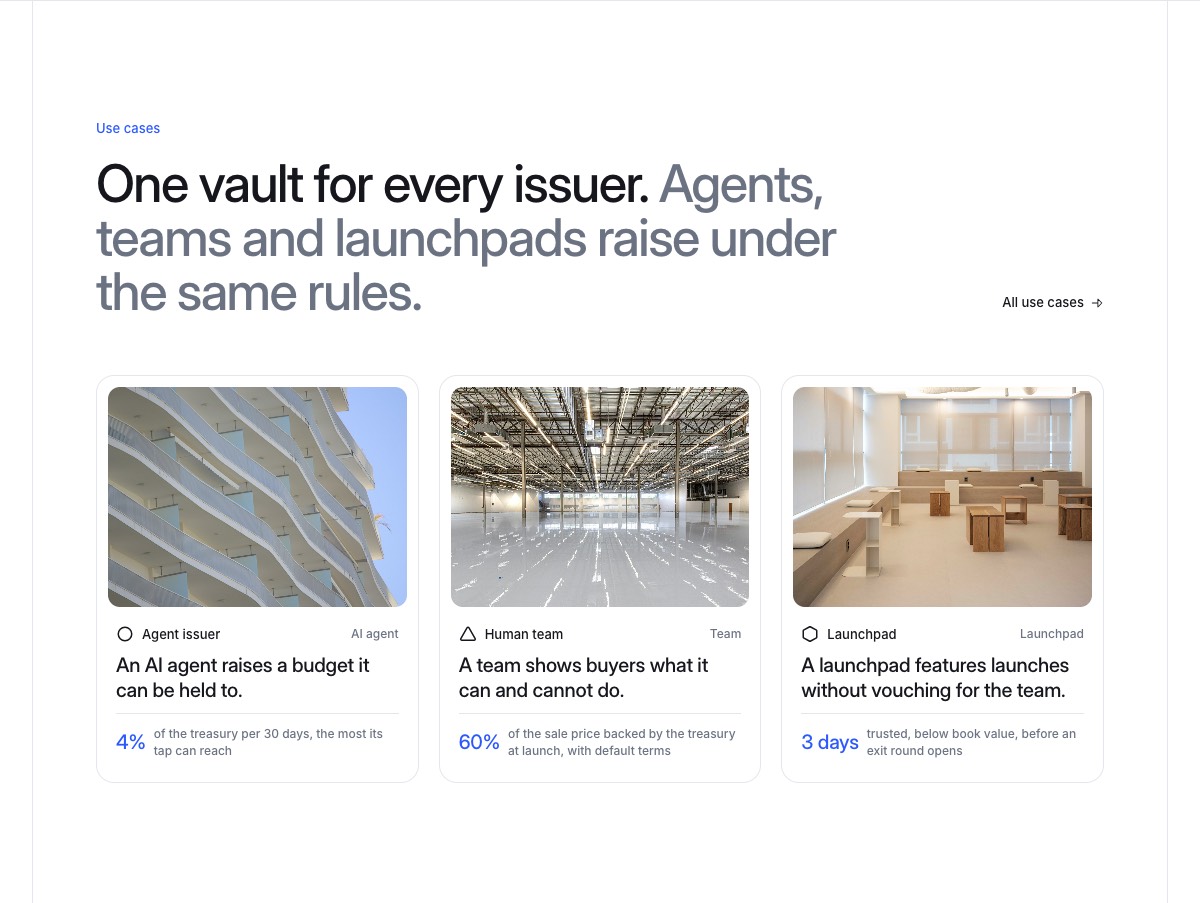 Use cases
One vault for every issuer. Agents,
teams and launchpads raise under
the same rules.
All use cases
Agent issuer
AI agent
An AI agent raises a budget it
can be held to.
4%
of the treasury per 30 days, the most its
tap can reach
Human team
Team
A team shows buyers what it
can and cannot do.
60%
of the sale price backed by the treasury
at launch, with default terms
Launchpad
Launchpad
A launchpad features launches
without vouching for the team.
3 days
trusted, below book value, before an
exit round opens